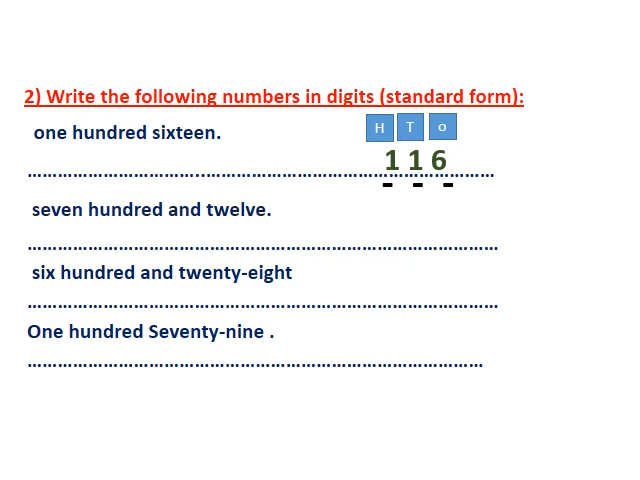 2) Write the following numbers in digits (standard form):
one hundred sixteen.
H T o
1 1 6
………………………………………………………………………………
- - -
seven hundred and twelve.
………………………………………………………………………………
six hundred and twenty-eight
………………………………………………………………………………
One hundred Seventy-nine .
……………………………………………………………………………